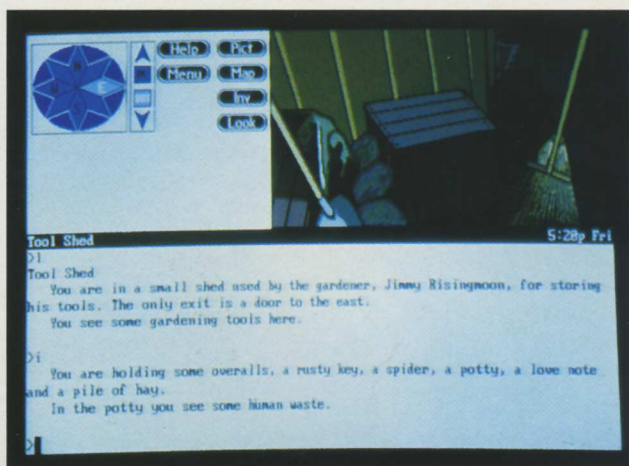 Help Pict
Menu Map
Inv
Look
E
Tool Shed 5:20p Fri
>l
Tool Shed
You are in a small shed used by the gardener, Jimmy Risingmoon, for storing
his tools. The only exit is a door to the east.
You see some gardening tools here.
>i
You are holding some overalls, a rusty key, a spider, a potty, a love note
and a pile of hay.
In the potty you see some human waste.
>